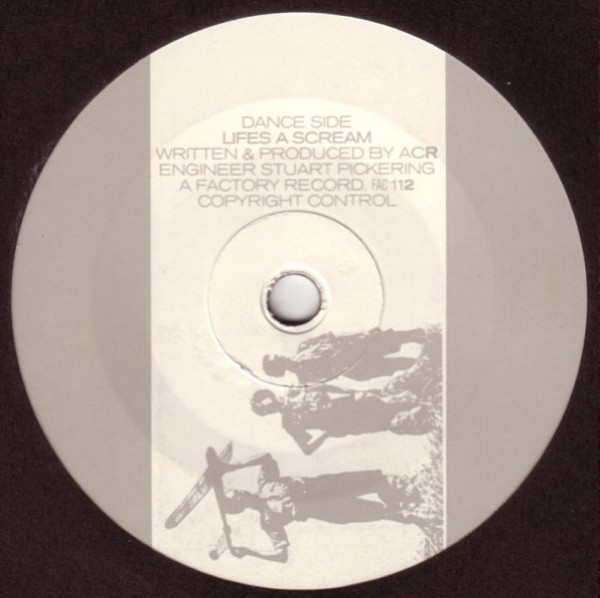 DANCE SIDE
LIFES A SCREAM
WRITTEN & PRODUCED BY ACR
ENGINEER STUART PICKERING
A FACTORY RECORD. FAC 112
COPYRIGHT CONTROL